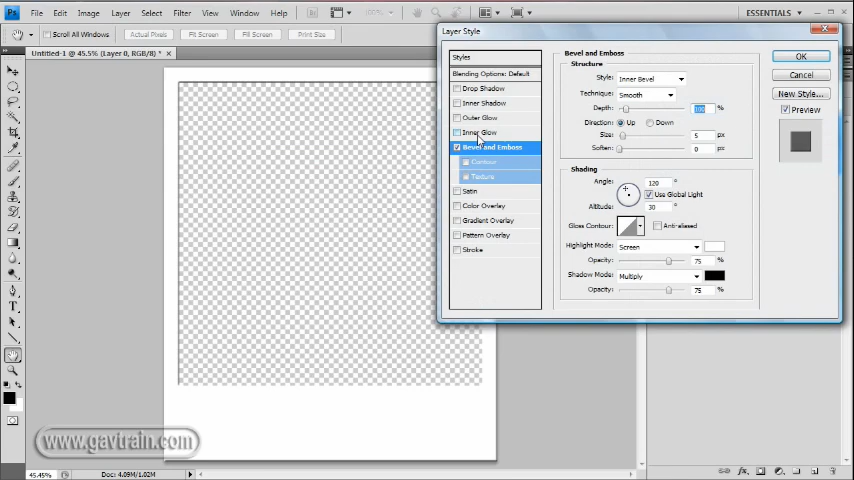 Ps File Edit Image Layer Select Filter View Window Help ESSENTIALS
Scroll All Windows Actual Pixels Fit Screen Fill Screen Print Size
Untitled-1 @ 45.5% (Layer 0, RGB/8) *
Layer Style
Styles
Blending Options: Default
Drop Shadow
Inner Shadow
Outer Glow
Inner Glow
Bevel and Emboss
Contour
Texture
Satin
Color Overlay
Gradient Overlay
Pattern Overlay
Stroke
Bevel and Emboss
Structure
Style: Inner Bevel
Technique: Smooth
Depth: 100 %
Direction: Up Down
Size: 5 px
Soften: 0 px
Shading
Angle: 120 °
Use Global Light
Altitude: 30 °
Gloss Contour: Anti-aliased
Highlight Mode: Screen
Opacity: 75 %
Shadow Mode: Multiply
Opacity: 75 %
OK
Cancel
New Style...
Preview
www.gavtrain.com
45.45% Doc: 4.09M/1.02M